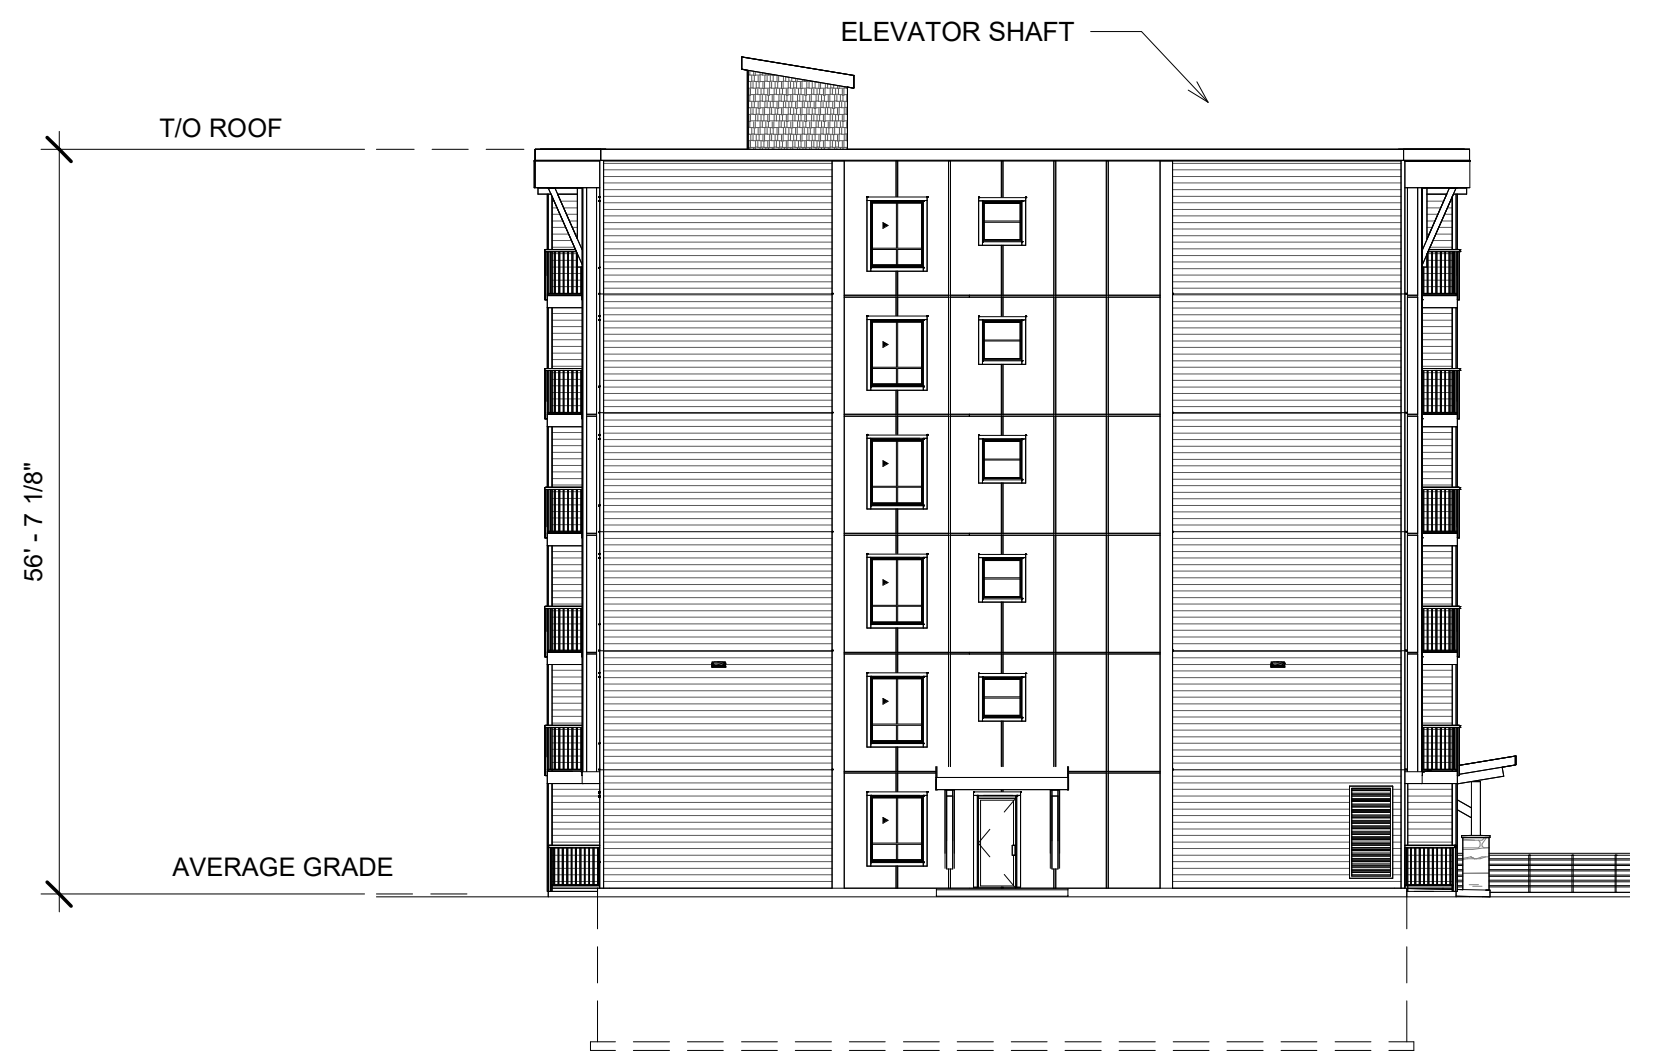 ELEVATOR SHAFT
T/O ROOF
56' - 7 1/8"
AVERAGE GRADE